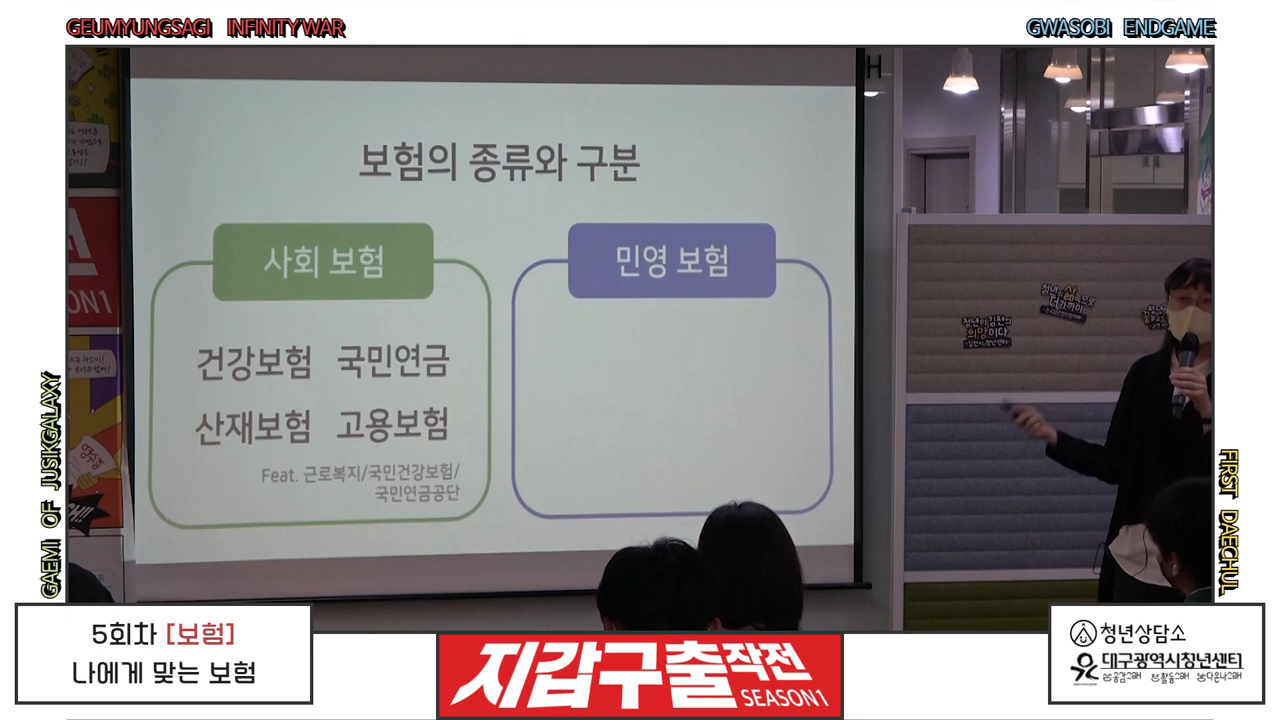 GEUMYUNGSAGI INFINITY WAR
GWASOBI ENDGAME
보험의 종류와 구분
사회 보험
민영 보험
건강보험 국민연금
산재보험 고용보험
Feat. 근로복지/국민건강보험/
국민연금공단
GAEMI OF JUSIKGALAXY
FIRST DAECHUL
5회차 [보험]
나에게 맞는 보험
지갑구출작전
SEASON1
청년상담소
대구광역시청년센터